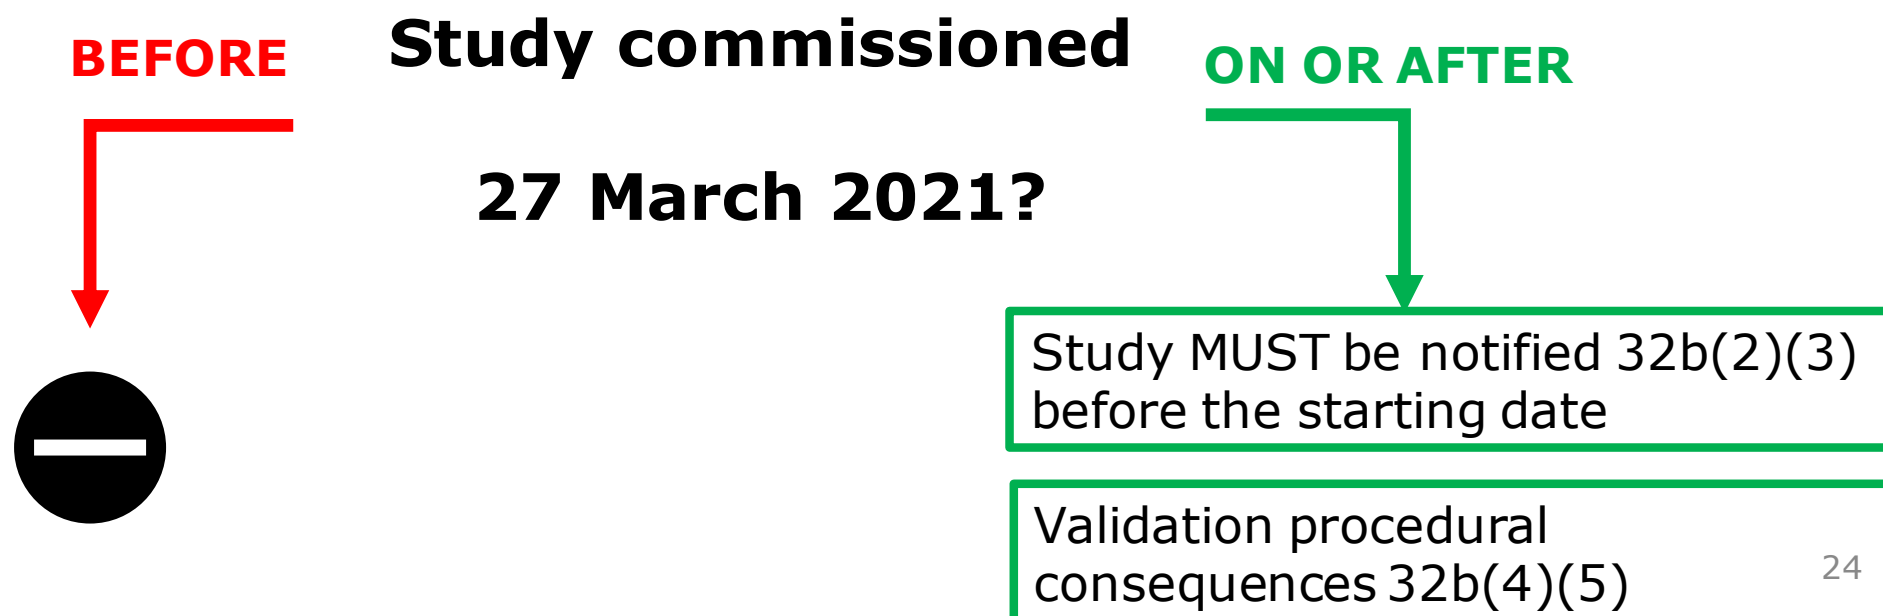 BEFORE
Study commissioned
ON OR AFTER
27 March 2021?
Study MUST be notified 32b(2)(3)
before the starting date
Validation procedural
consequences 32b(4)(5)
24